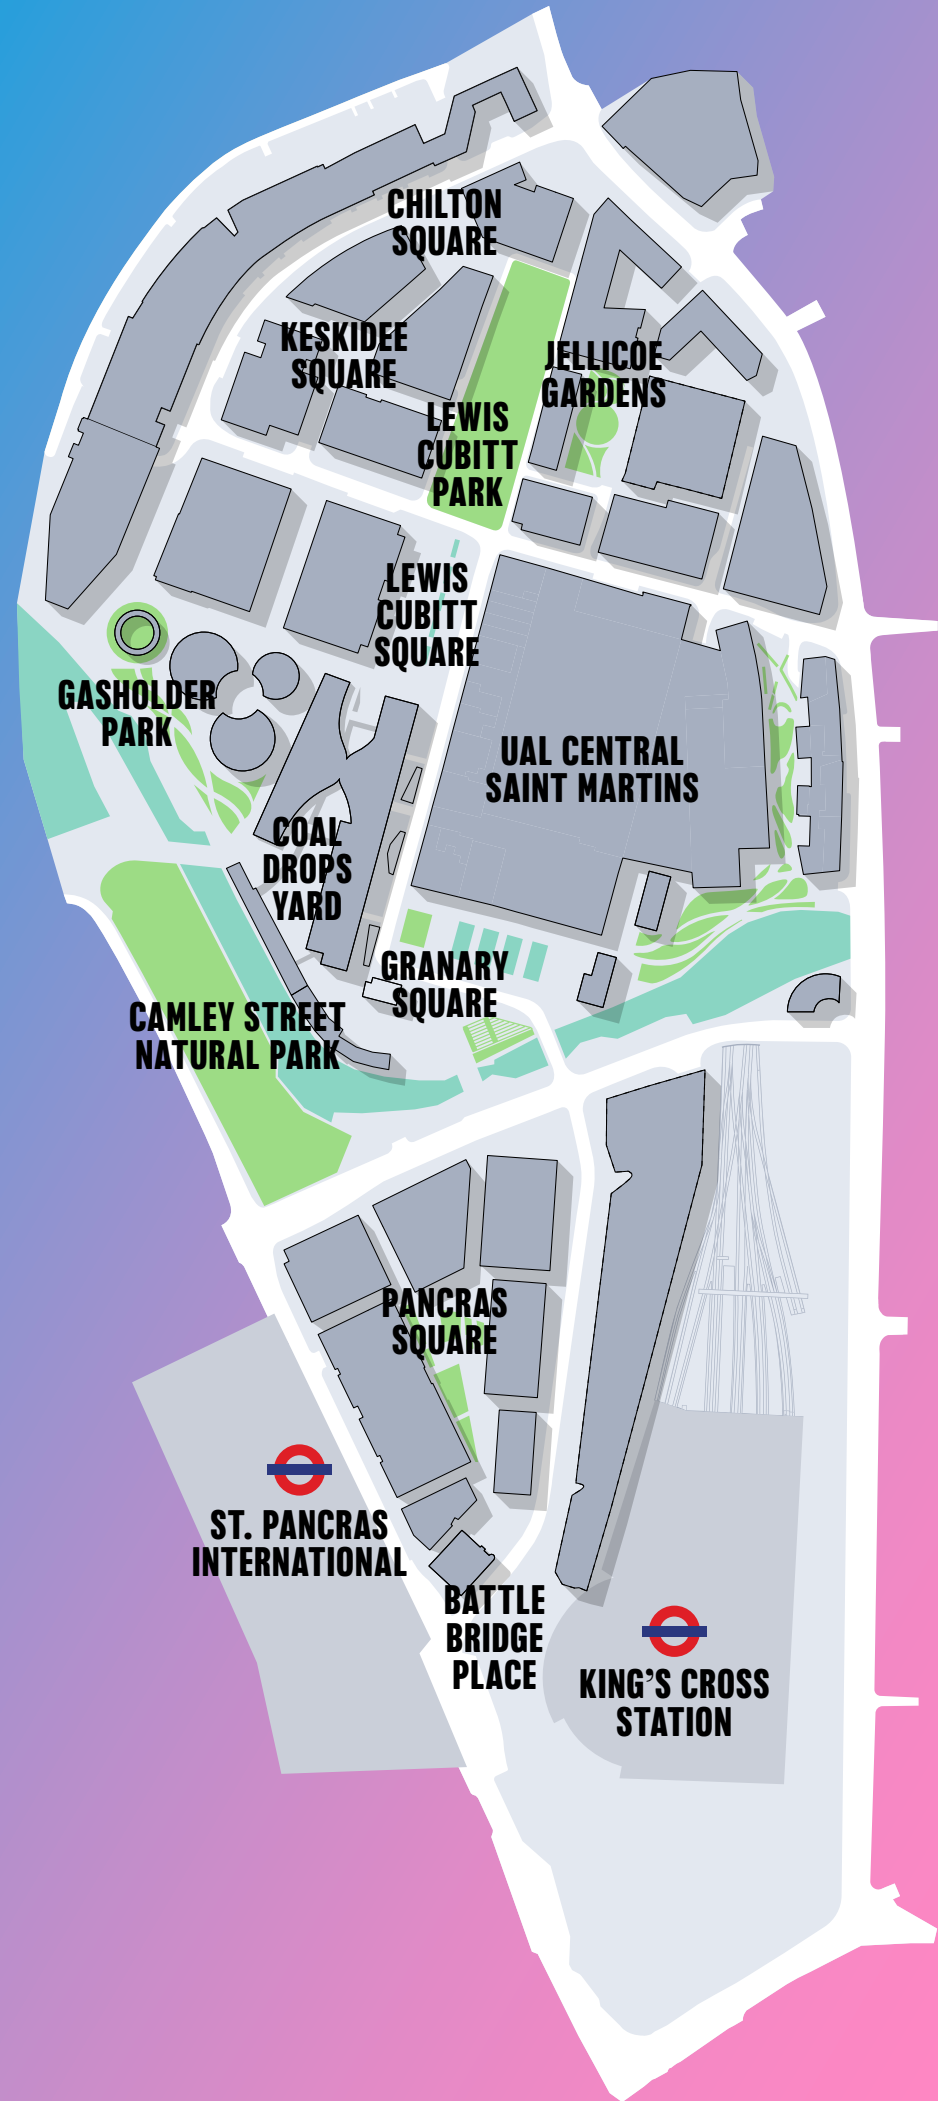 CHILTON
SQUARE
KESKIDEE
SQUARE
JELLICOE
GARDENS
LEWIS
CUBITT
PARK
LEWIS
CUBITT
SQUARE
GASHOLDER
PARK
UAL CENTRAL
SAINT MARTINS
COAL
DROPS
YARD
GRANARY
SQUARE
CAMLEY STREET
NATURAL PARK
PANCRAS
SQUARE
ST. PANCRAS
INTERNATIONAL
BATTLE
BRIDGE
PLACE
KING'S CROSS
STATION